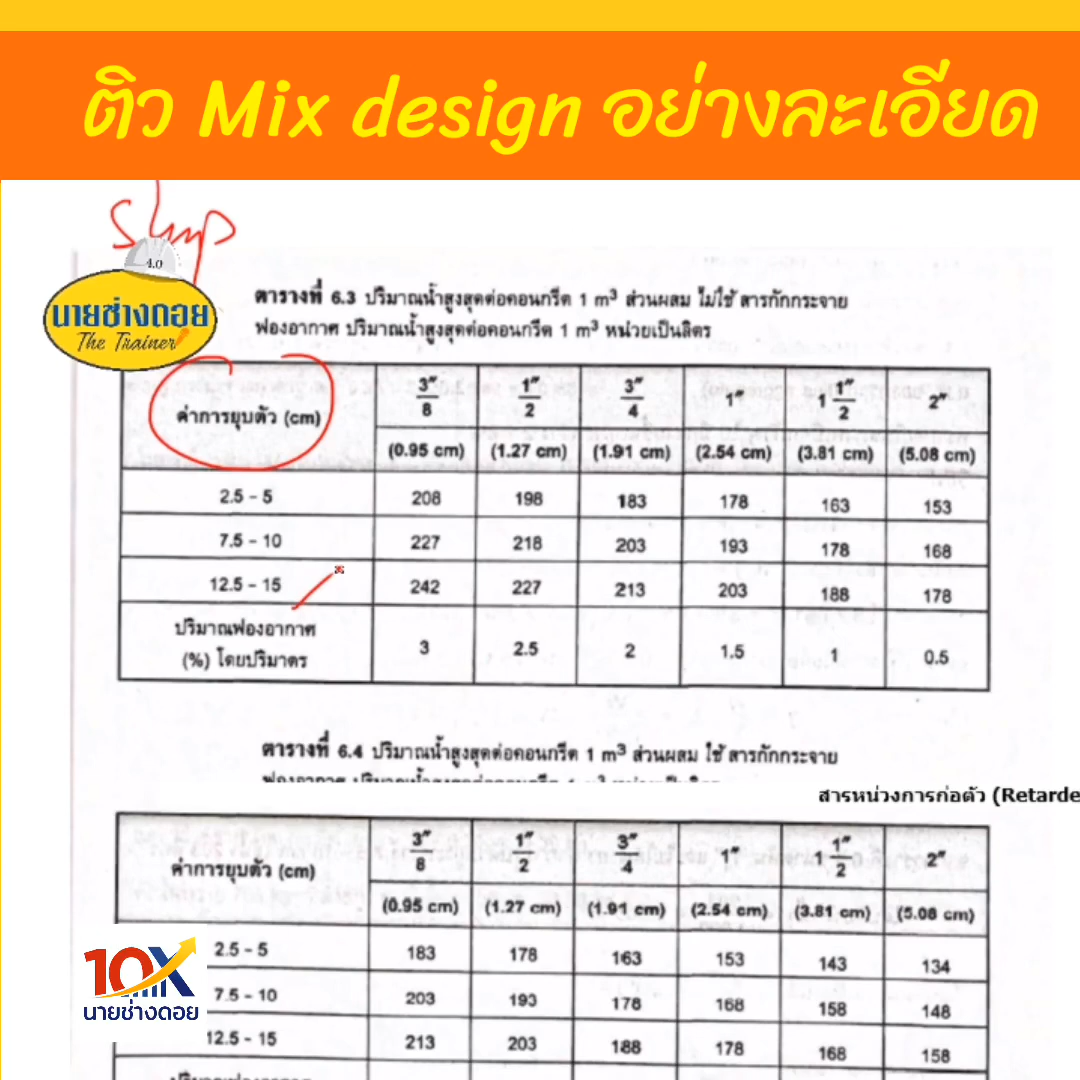 ติว Mix design อย่างละเอียด
Slump
4.0
นายช่างดอย
The Trainer
ตารางที่ 6.3 ปริมาณน้ำสูงสุดต่อคอนกรีต 1 m³ ส่วนผสม ไม่ใช้ สารกักกระจาย
ฟองอากาศ ปริมาณน้ำสูงสุดต่อคอนกรีต 1 m³ หน่วยเป็นลิตร
ค่าการยุบตัว (cm) 3"/8 1"/2 3"/4 1" 1 1"/2 2"
(0.95 cm) (1.27 cm) (1.91 cm) (2.54 cm) (3.81 cm) (5.08 cm)
2.5 - 5 208 198 183 178 163 153
7.5 - 10 227 218 203 193 178 168
12.5 - 15 242 227 213 203 188 178
ปริมาณฟองอากาศ
(%) โดยปริมาตร 3 2.5 2 1.5 1 0.5
ตารางที่ 6.4 ปริมาณน้ำสูงสุดต่อคอนกรีต 1 m³ ส่วนผสม ใช้ สารกักกระจาย
สารหน่วงการก่อตัว (Retarde
ค่าการยุบตัว (cm) 3"/8 1"/2 3"/4 1" 1 1"/2 2"
(0.95 cm) (1.27 cm) (1.91 cm) (2.54 cm) (3.81 cm) (5.08 cm)
2.5 - 5 183 178 163 153 143 134
7.5 - 10 203 193 178 168 158 148
12.5 - 15 213 203 188 178 168 158
10X
นายช่างดอย